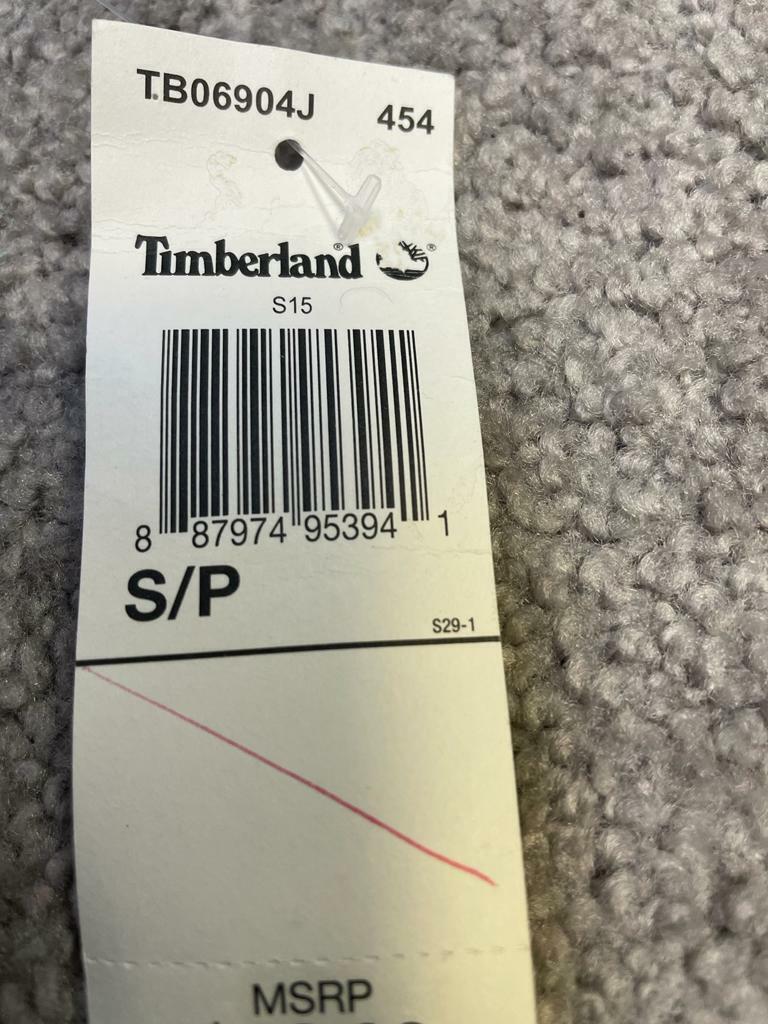 TB06904J 454
Timberland® ®
S15
8 87974 95394 1
S/P
S29-1
MSRP